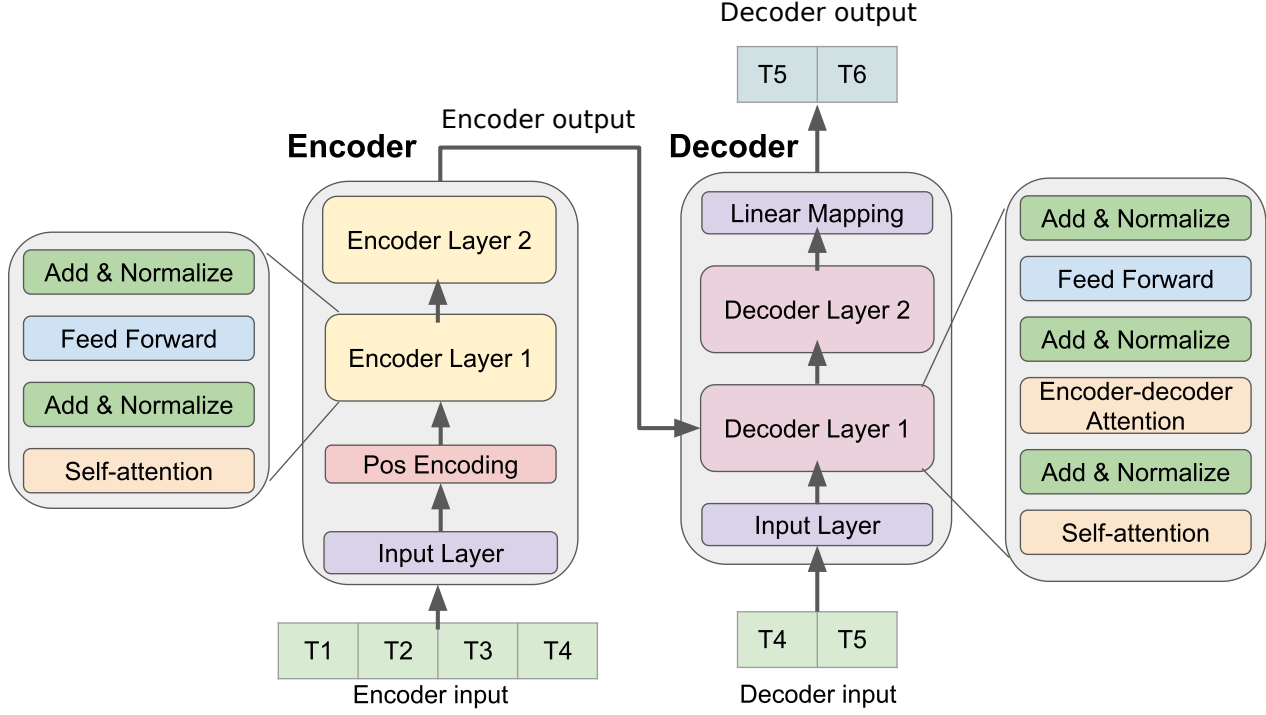 Decoder output
T5 T6
Encoder output
Encoder
Decoder
Encoder Layer 2
Encoder Layer 1
Pos Encoding
Input Layer
Add & Normalize
Feed Forward
Add & Normalize
Self-attention
T1 T2 T3 T4
Encoder input
Linear Mapping
Decoder Layer 2
Decoder Layer 1
Input Layer
T4 T5
Decoder input
Add & Normalize
Feed Forward
Add & Normalize
Encoder-decoder
Attention
Add & Normalize
Self-attention